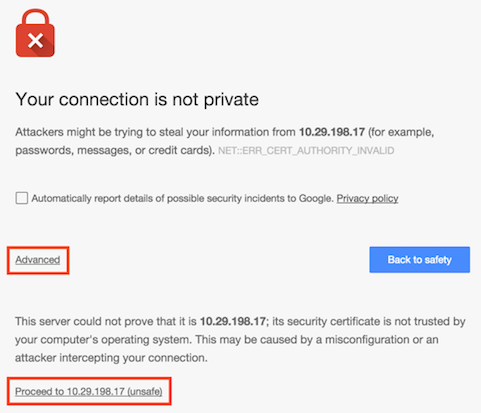 Your connection is not private
Attackers might be trying to steal your information from 10.29.198.17 (for example,
passwords, messages, or credit cards). NET::ERR_CERT_AUTHORITY_INVALID
Automatically report details of possible security incidents to Google. Privacy policy
Advanced
Back to safety
This server could not prove that it is 10.29.198.17; its security certificate is not trusted by
your computer's operating system. This may be caused by a misconfiguration or an
attacker intercepting your connection.
Proceed to 10.29.198.17 (unsafe)